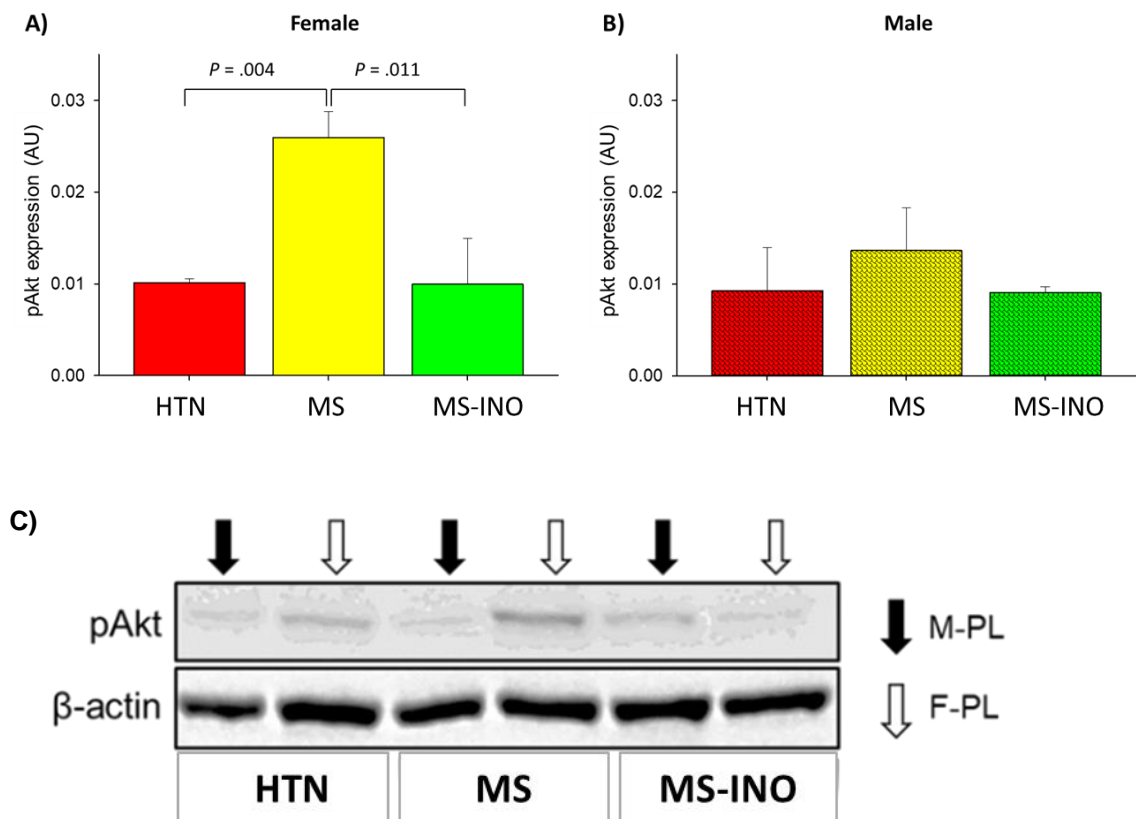 A)
Female
P = .004
P = .011
pAkt expression (AU)
0.03
0.02
0.01
0.00
HTN MS MS-INO
B)
Male
pAkt expression (AU)
0.03
0.02
0.01
0.00
HTN MS MS-INO
C)
pAkt
β-actin
M-PL
F-PL
HTN MS MS-INO